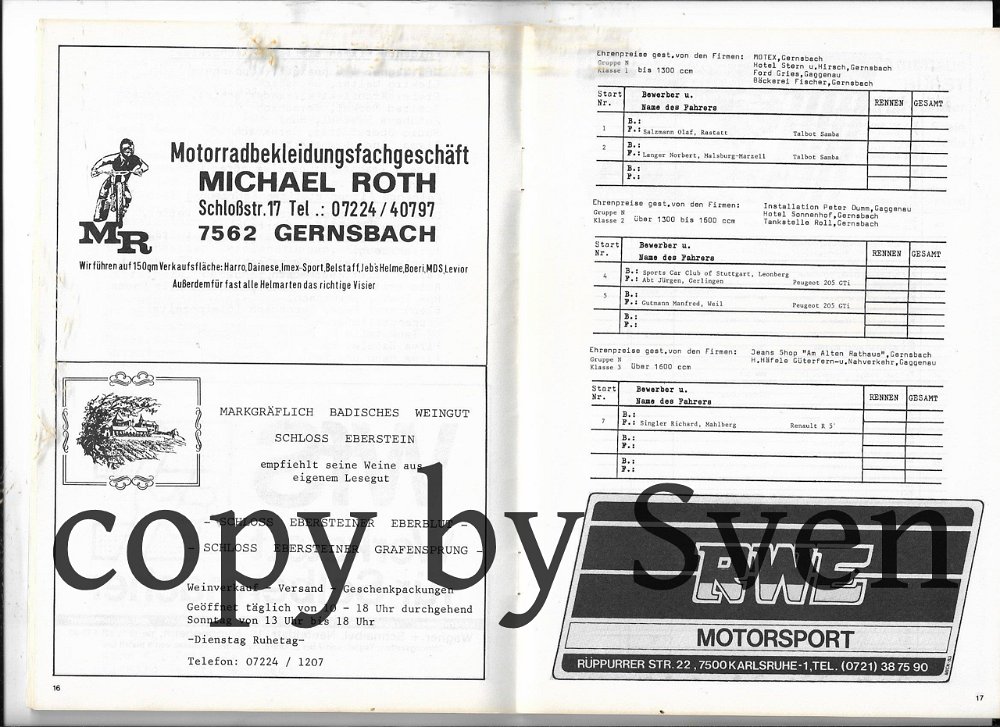 Motorradbekleidungsfachgeschäft
MICHAEL ROTH
Schloßstr.17 Tel .: 07224/40797
7562 GERNSBACH
MR
Wir führen auf 150qm Verkaufsfläche: Harro, Dainese, Imex-Sport, Belstaff, Jeb's Helme, Boeri, MDS, Levior
Außerdem für fast alle Helmarten das richtige Visier
MARKGRÄFLICH BADISCHES WEINGUT
SCHLOSS EBERSTEIN
empfiehlt seine Weine aus
eigenem Lesegut
- SCHLOSS EBERSTEINER EBERBLUT -
- SCHLOSS EBERSTEINER GRAFENSPRUNG -
Weinverkauf - Versand - Geschenkpackungen
Geöffnet täglich von 10 - 18 Uhr durchgehend
Sonntag von 13 Uhr bis 18 Uhr
-Dienstag Ruhetag-
Telefon: 07224 / 1207
16
Ehrenpreise gest.von den Firmen: MOTEX,Gernsbach
Gruppe N Hotel Stern u.Hirsch,Gernsbach
Klasse 1 bis 1300 ccm Ford Gries,Gaggenau
Bäckerei Fischer,Gernsbach
Start Nr. Bewerber u. Name des Fahrers RENNEN GESAMT
B.:
1 F.: Salzmann Olaf, Rastatt Talbot Samba
2 B.:
F.: Langer Norbert, Malsburg-Marzell Talbot Samba
B.:
F.:
Ehrenpreise gest.von den Firmen: Installation Peter Dumm,Gaggenau
Gruppe N Hotel Sonnenhof,Gernsbach
Klasse 2 über 1300 bis 1600 ccm Tankstelle Roll,Gernsbach
Start Nr. Bewerber u. Name des Fahrers RENNEN GESAMT
4 B.: Sports Car Club of Stuttgart, Leonberg
F.: Abt Jürgen, Gerlingen Peugeot 205 GTi
5 B.:
F.: Gutmann Manfred, Weil Peugeot 205 GTi
B.:
F.:
Ehrenpreise gest.von den Firmen: Jeans Shop "Am Alten Rathaus",Gernsbach
Gruppe N H.Häfele Güterfern-u.Nahverkehr,Gaggenau
Klasse 3 über 1600 ccm
Start Nr. Bewerber u. Name des Fahrers RENNEN GESAMT
B.:
7 F.: Singler Richard, Mahlberg Renault R 5
B.:
F.:
B.:
F.:
RWE
MOTORSPORT
RÜPPURRER STR. 22, 7500 KARLSRUHE-1, TEL. (0721) 38 75 90
17
copy by Sven